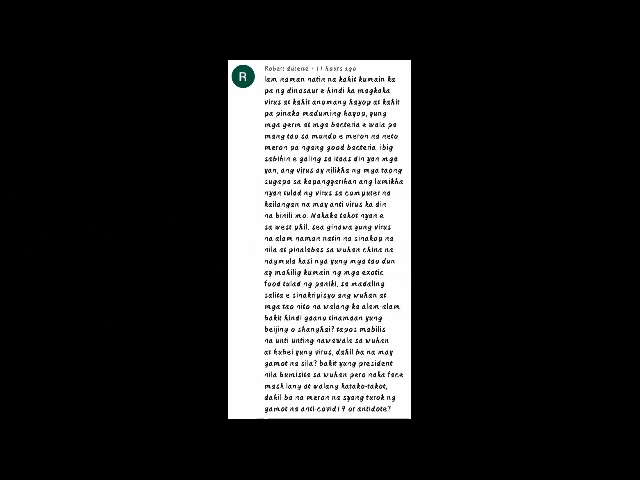 R
Robert dueñe • 11 hours ago
lam naman natin na kahit kumain ka
pa ng dinosaur e hindi ka magkaka
virus at kahit anomang hayop at kahit
pa pinaka maduming hayop, yung
mga germ at mga bacteria e wala pa
mang tao sa mundo e meron na neto
meron pa ngang good bacteria ibig
sabihin e galing sa itaas din yan mga
yan, ang virus ay nilikha ng mga taong
sugapa sa kapangyarihan ang lumikha
nyan tulad ng virus sa computer na
kailangan na may anti virus ka din
na binili mo. Nakaka takot nyan e
sa west phil. sea ginawa yung virus
na alam naman natin na sinakop na
nila at pinalabas sa wuhan china na
naymula kasi nga yung mga tao dun
ay mahilig kumain ng mga exotic
food tulad ng paniki, sa madaling
salita e sinakripisyo ang wuhan at
mga tao nito na walang ka alam-alam
bakit hindi gaano tinamaan yung
beijing o shanghai? tapos mabilis
na unti unting nawawala sa wuhan
at hubei yung virus, dahil ba na may
gamot na sila? bakit yung president
nila bumisita sa wuhan pero naka face
mask lang at walang katako-takot,
dahil ba na meron na syang turok ng
gamot na anti-covid19 or antidote?